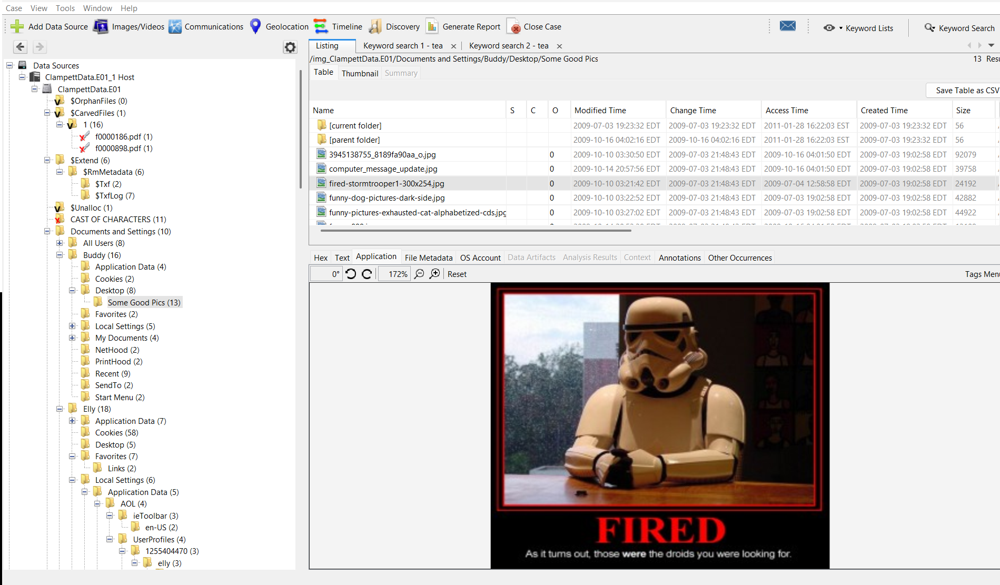 Case View Tools Window Help
Add Data Source Images/Videos Communications Geolocation Timeline Discovery Generate Report Close Case Keyword Lists Keyword Search
Listing Keyword search 1 - tea × Keyword search 2 - tea ×
/img_ClampettData.E01/Documents and Settings/Buddy/Desktop/Some Good Pics 13
Table Thumbnail Summary
Save Table as CSV
Name S C O Modified Time Change Time Access Time Created Time Size
[current folder] 2009-07-03 19:23:32 EDT 2009-07-03 19:23:32 EDT 2011-01-28 16:22:03 EST 2009-07-03 19:23:32 EDT 56
[parent folder] 2009-10-16 04:02:16 EDT 2009-10-16 04:02:16 EDT 2011-01-28 16:22:03 EST 2009-07-03 19:23:32 EDT 56
3945138755_8189fa90aa_o.jpg 0 2009-10-10 03:30:50 EDT 2009-07-03 21:48:43 EDT 2009-10-16 04:01:50 EDT 2009-07-03 19:02:58 EDT 92079
computer_message_update.jpg 0 2009-10-14 20:57:56 EDT 2009-07-03 21:48:43 EDT 2009-10-16 04:01:50 EDT 2009-07-03 19:02:58 EDT 39758
fired-stormtrooper1-300x254.jpg 0 2009-10-10 03:21:42 EDT 2009-07-03 21:48:43 EDT 2009-07-04 12:58:58 EDT 2009-07-03 19:02:58 EDT 24192
funny-dog-pictures-dark-side.jpg 0 2009-10-10 03:22:52 EDT 2009-07-03 21:48:43 EDT 2009-07-03 19:02:58 EDT 2009-07-03 19:02:58 EDT 42882
funny-pictures-exhausted-cat-alphabetized-cds.jpg 0 2009-10-10 03:27:02 EDT 2009-07-03 21:48:43 EDT 2009-07-03 19:02:58 EDT 2009-07-03 19:02:58 EDT 44922
Data Sources
ClampettData.E01_1 Host
ClampettData.E01
$OrphanFiles (0)
$CarvedFiles (1)
1 (16)
f0000186.pdf (1)
f0000898.pdf (1)
$Extend (6)
$RmMetadata (6)
$Txf (2)
$TxfLog (7)
$Unalloc (1)
CAST OF CHARACTERS (11)
Documents and Settings (10)
All Users (8)
Buddy (16)
Application Data (4)
Cookies (2)
Desktop (8)
Some Good Pics (13)
Favorites (2)
Local Settings (5)
My Documents (4)
NetHood (2)
PrintHood (2)
Recent (9)
SendTo (2)
Start Menu (2)
Elly (18)
Application Data (7)
Cookies (58)
Desktop (5)
Favorites (7)
Links (2)
Local Settings (6)
Application Data (5)
AOL (4)
ieToolbar (3)
en-US (2)
UserProfiles (4)
1255404470 (3)
elly (3)
Hex Text Application File Metadata OS Account Data Artifacts Analysis Results Context Annotations Other Occurrences
0° 172% Reset Tags
FIRED
As it turns out, those were the droids you were looking for.